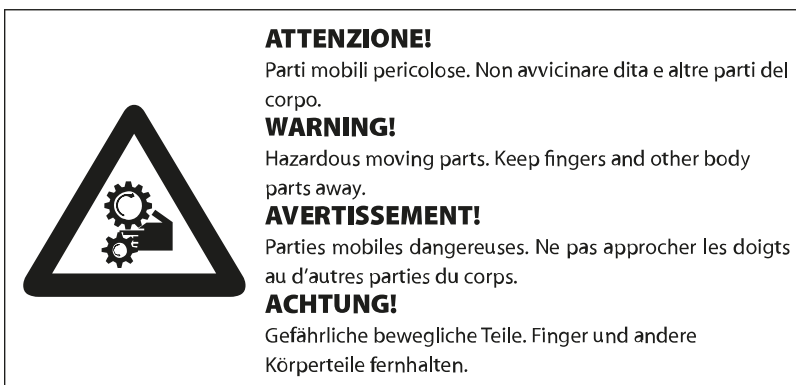 ATTENZIONE!
Parti mobili pericolose. Non avvicinare dita e altre parti del
corpo.
WARNING!
Hazardous moving parts. Keep fingers and other body
parts away.
AVERTISSEMENT!
Parties mobiles dangereuses. Ne pas approcher les doigts
au d'autres parties du corps.
ACHTUNG!
Gefährliche bewegliche Teile. Finger und andere
Körperteile fernhalten.